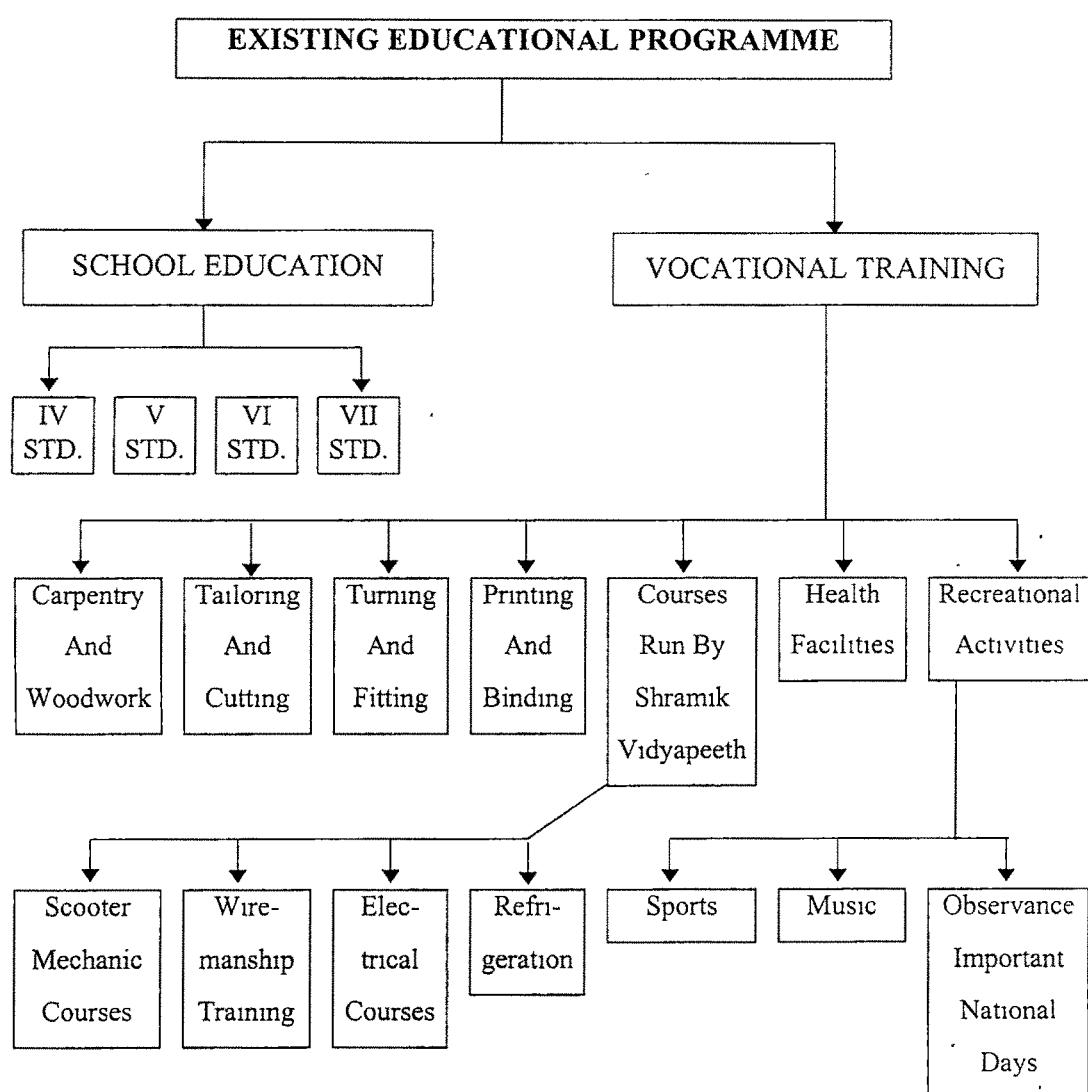 EXISTING EDUCATIONAL PROGRAMME
SCHOOL EDUCATION
VOCATIONAL TRAINING
IV
STD.
V
STD.
VI
STD.
VII
STD.
Carpentry
And
Woodwork
Tailoring
And
Cutting
Turning
And
Fitting
Printing
And
Binding
Courses
Run By
Shramik
Vidyapeeth
Health
Facilities
Recreational
Activities
Scooter
Mechanic
Courses
Wire-
manship
Training
Elec-
trical
Courses
Refri-
geration
Sports
Music
Observance
Important
National
Days